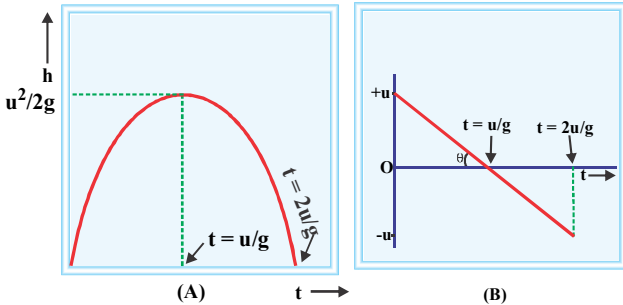 h
u²/2g
t = u/g
t = 2u/g
(A)
t
+u
O
-u
θ
t = u/g
t = 2u/g
t
(B)